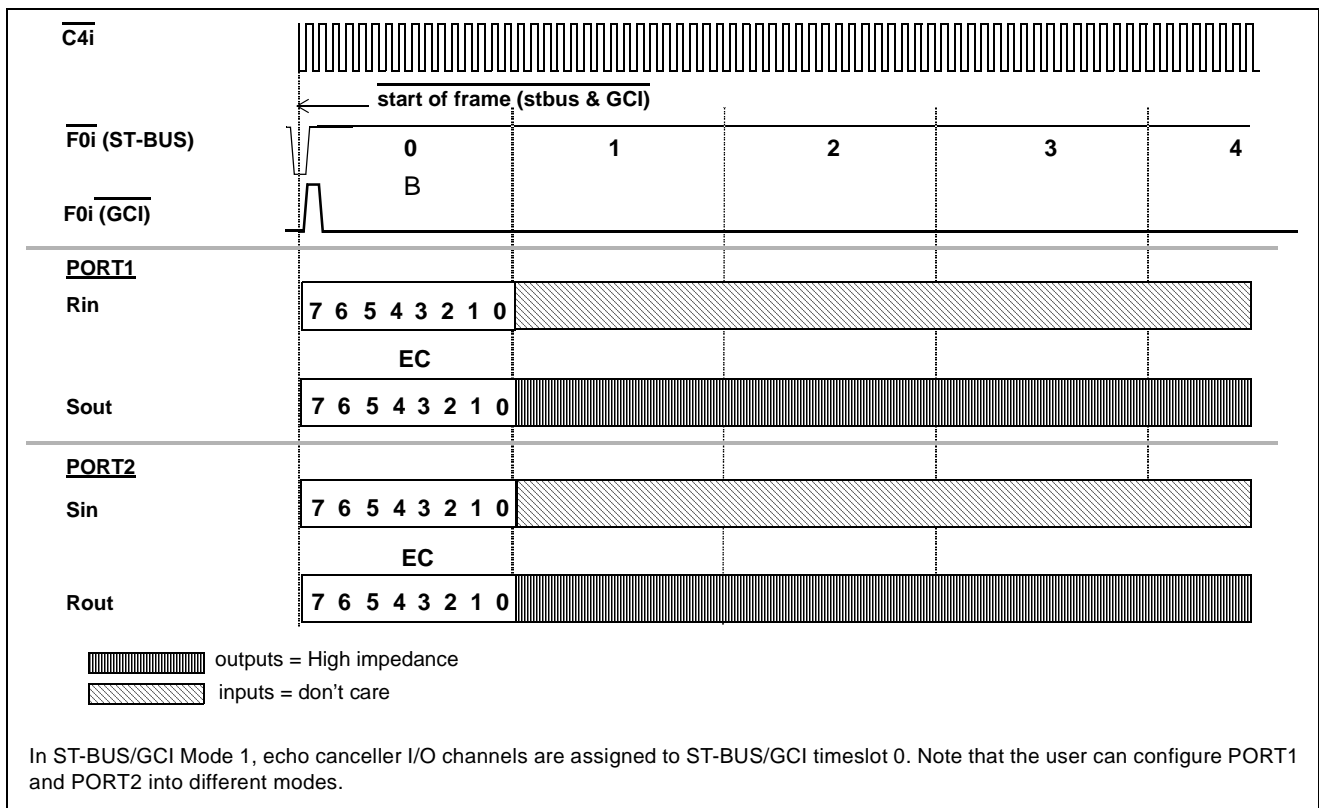 C4i
start of frame (stbus & GCI)
F0i (ST-BUS)
0 1 2 3 4
B
F0i (GCI)
PORT1
Rin
7 6 5 4 3 2 1 0
EC
Sout
7 6 5 4 3 2 1 0
PORT2
Sin
7 6 5 4 3 2 1 0
EC
Rout
7 6 5 4 3 2 1 0
outputs = High impedance
inputs = don't care
In ST-BUS/GCI Mode 1, echo canceller I/O channels are assigned to ST-BUS/GCI timeslot 0. Note that the user can configure PORT1
and PORT2 into different modes.